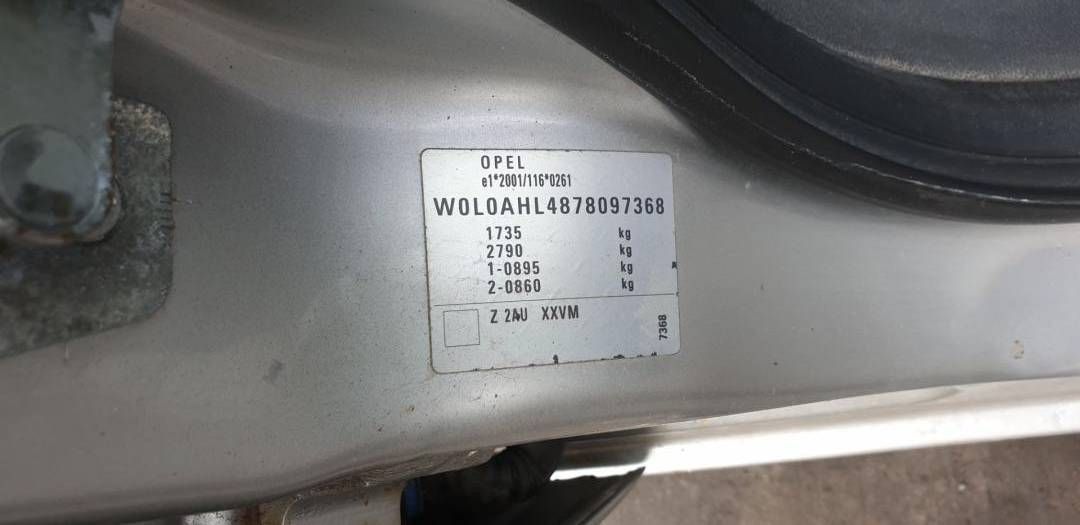 OPEL
e1*2001/116*0261
W0L0AHL4878097368
1735 kg
2790 kg
1-0895 kg
2-0860 kg
Z 2AU XXVM
7368